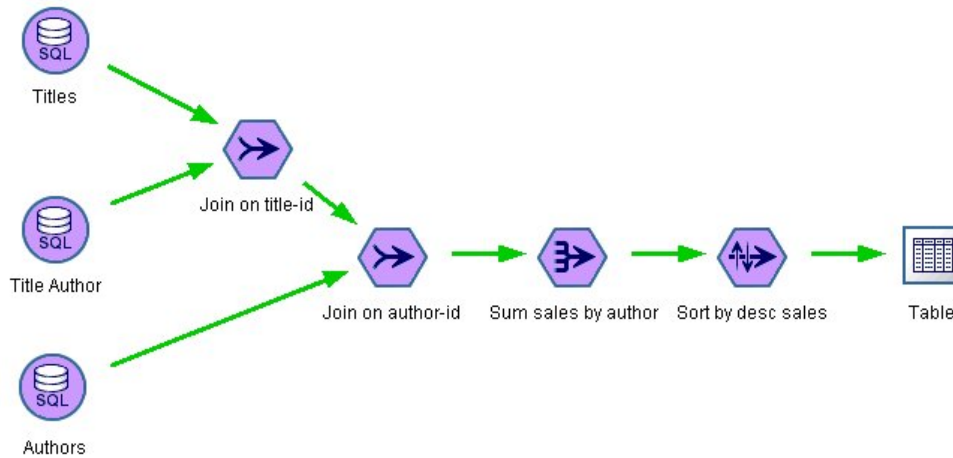 SQL
Titles
Join on title-id
SQL
Title Author
Join on author-id
Sum sales by author
Sort by desc sales
Table
SQL
Authors